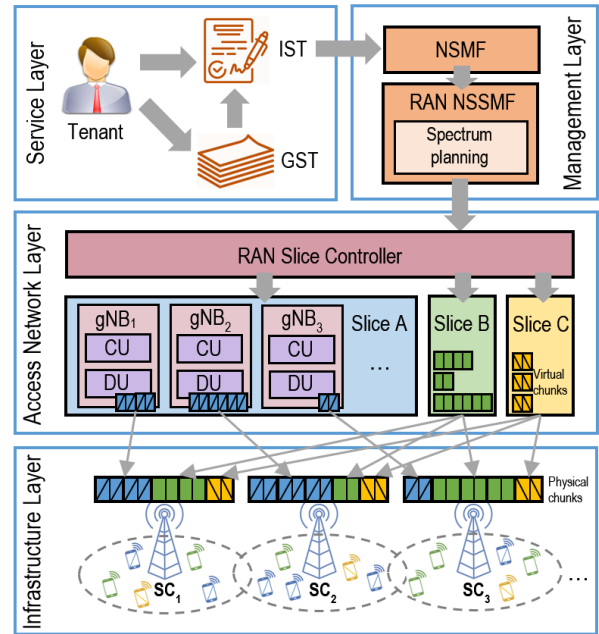 Service Layer
Tenant
IST
GST
Management Layer
NSMF
RAN NSSMF
Spectrum
planning
Access Network Layer
RAN Slice Controller
gNB1
CU
DU
gNB2
CU
DU
gNB3
CU
DU
Slice A
...
Slice B
Slice C
Virtual
chunks
Infrastructure Layer
Physical
chunks
SC1
SC2
SC3
...